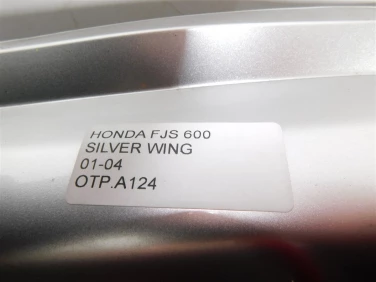 HONDA FJS 600
SILVER WING
01-04
OTP.A124